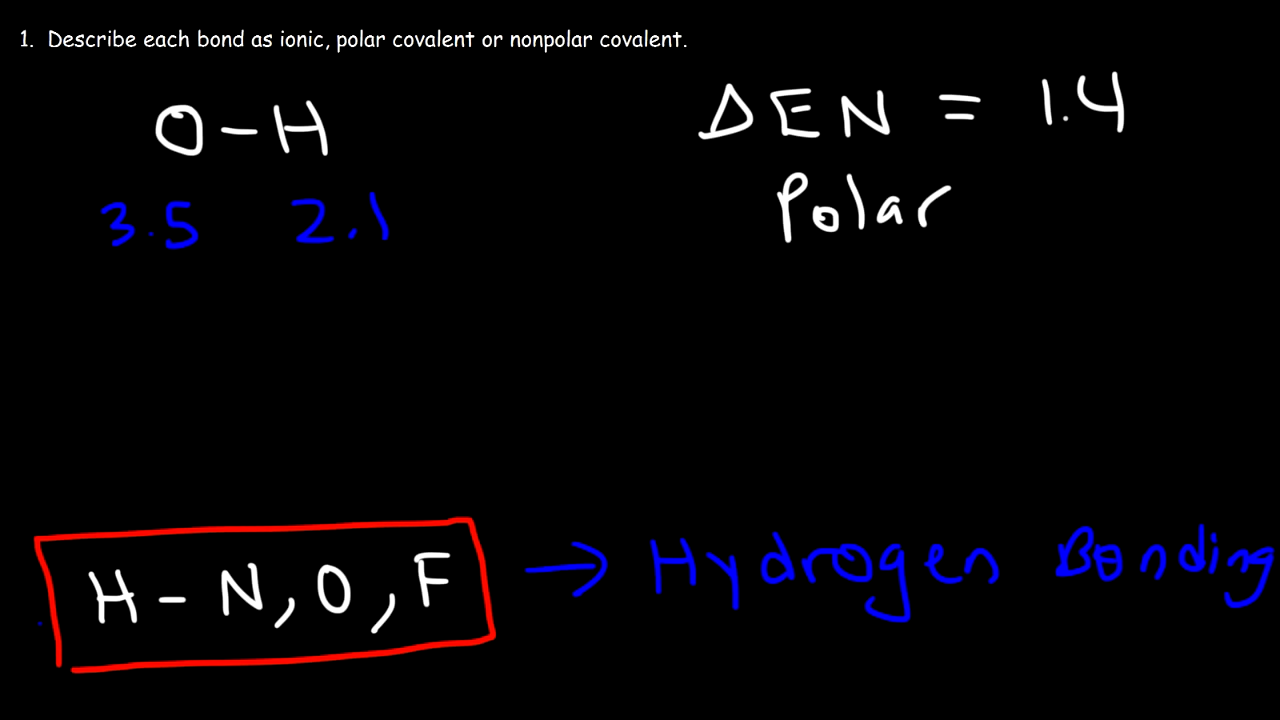 1. Describe each bond as ionic, polar covalent or nonpolar covalent.
O-H
3.5 2.1
ΔEN = 1.4
Polar
H - N, O, F → Hydrogen Bonding